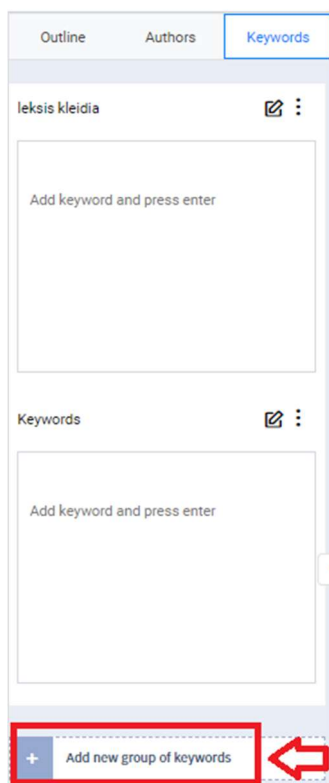 Outline Authors Keywords
leksis kleidia
Add keyword and press enter
Keywords
Add keyword and press enter
+ Add new group of keywords